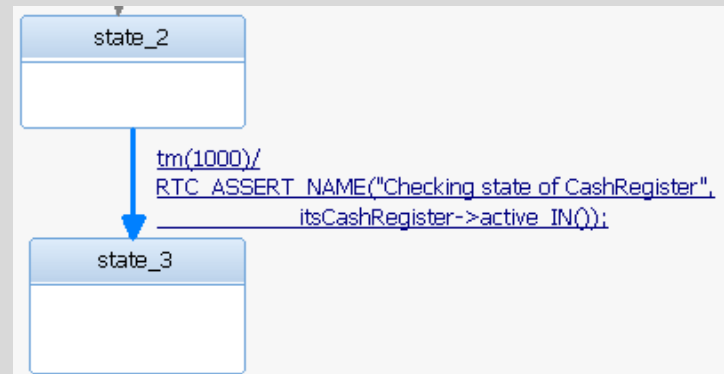 state_2
tm(1000)/
RTC_ASSERT_NAME("Checking state of CashRegister",
itsCashRegister->active_IN());
state_3